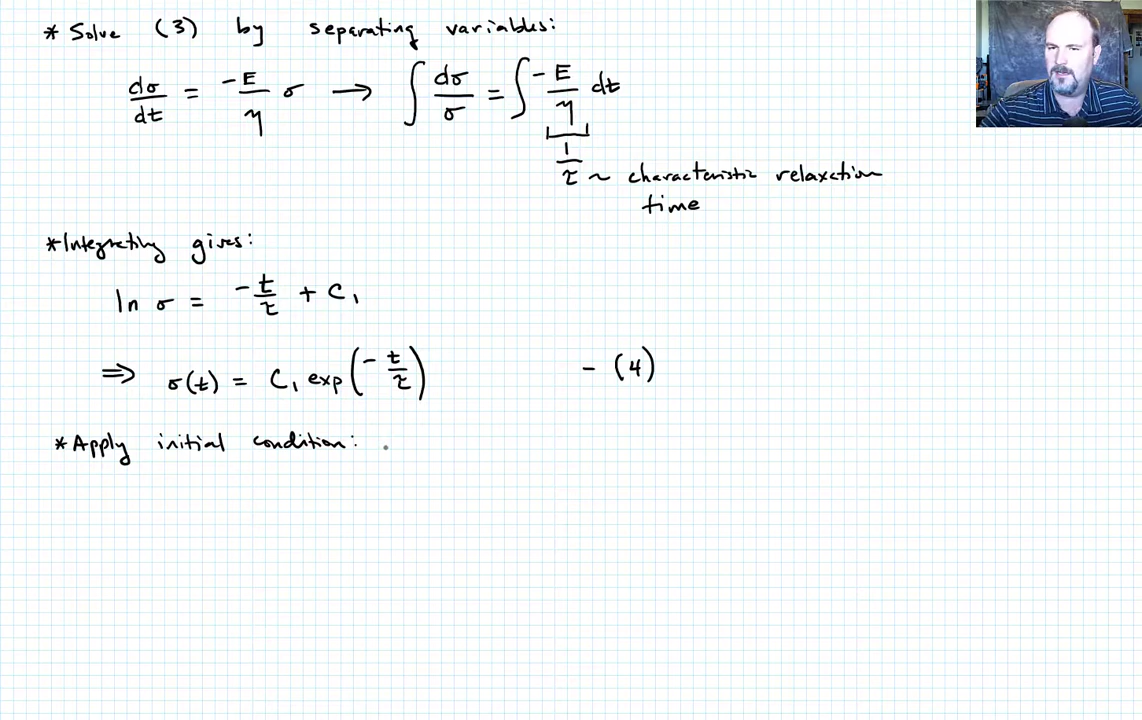 * Solve (3) by separating variables:
dσ/dt = -E/η σ → ∫ dσ/σ = ∫ -E/η dt
1/τ ~ characteristic relaxation
time
* Integrating gives:
ln σ = -t/τ + C₁
⇒ σ(t) = C₁ exp(-t/τ) - (4)
* Apply initial condition: